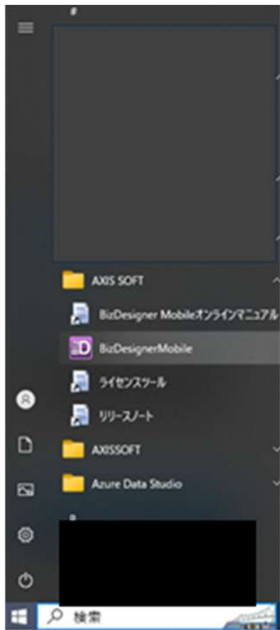 #
AXIS SOFT
BizDesigner Mobileオンラインマニュアル
BizDesignerMobile
ライセンスツール
リリースノート
AXISSOFT
Azure Data Studio
検索